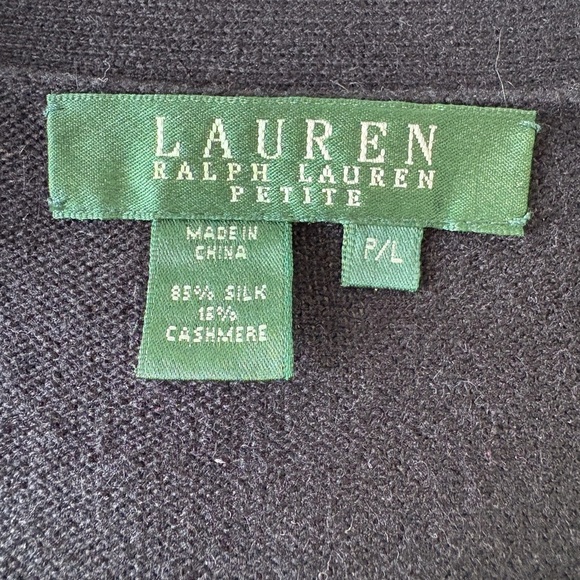 LAUREN
RALPH LAUREN
PETITE
MADE IN
CHINA
P/L
85% SILK
15%
CASHMERE